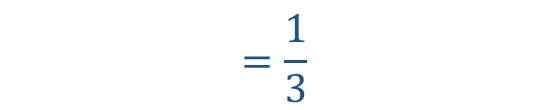 = 1/3